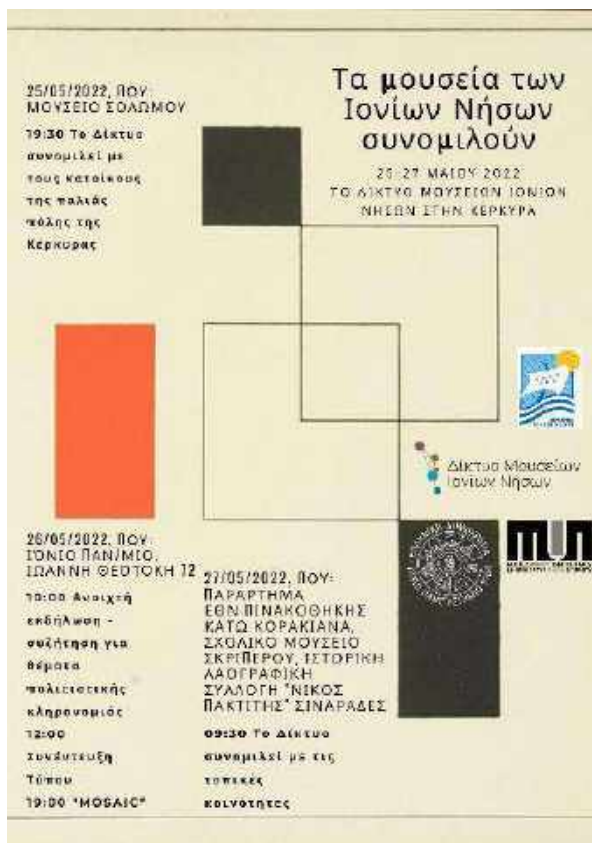 Τα μουσεία των
Ιονίων Νήσων
συνομιλούν
25-27 ΜΑΙΟΥ 2022
ΤΟ ΔΙΚΤΥΟ ΜΟΥΣΕΙΩΝ ΙΟΝΙΩΝ
ΝΗΣΩΝ ΣΤΗΝ ΚΕΡΚΥΡΑ
25/05/2022, ΠΟΥ:
ΜΟΥΣΕΙΟ ΣΟΛΩΜΟΥ
19:30 Το Δίκτυο
συνομιλεί με
τους κατοίκους
της παλιάς
πόλης της
Κέρκυρας
Δίκτυο Μουσείων
Ιονίων Νήσων
26/05/2022, ΠΟΥ:
ΙΟΝΙΟ ΠΑΝ/ΜΙΟ,
ΙΩΑΝΝΗ ΘΕΟΤΟΚΗ 72
10:00 Ανοιχτή
εκδήλωση -
συζήτηση για
θέματα
πολιτιστικής
κληρονομιάς
12:00
Συνέντευξη
Τύπου
19:00 "MOSAIC"
27/05/2022, ΠΟΥ:
ΠΑΡΑΡΤΗΜΑ
ΕΘΝ.ΠΙΝΑΚΟΘΗΚΗΣ
ΚΑΤΩ ΚΟΡΑΚΙΑΝΑ,
ΣΧΟΛΙΚΟ ΜΟΥΣΕΙΟ
ΣΚΡΙΠΕΡΟΥ, ΙΣΤΟΡΙΚΗ
ΛΑΟΓΡΑΦΙΚΗ
ΣΥΛΛΟΓΗ "ΝΙΚΟΣ
ΠΑΚΤΙΤΗΣ" ΣΙΝΑΡΑΔΕΣ
09:30 Το Δίκτυο
συνομιλεί με τις
τοπικές
κοινότητες